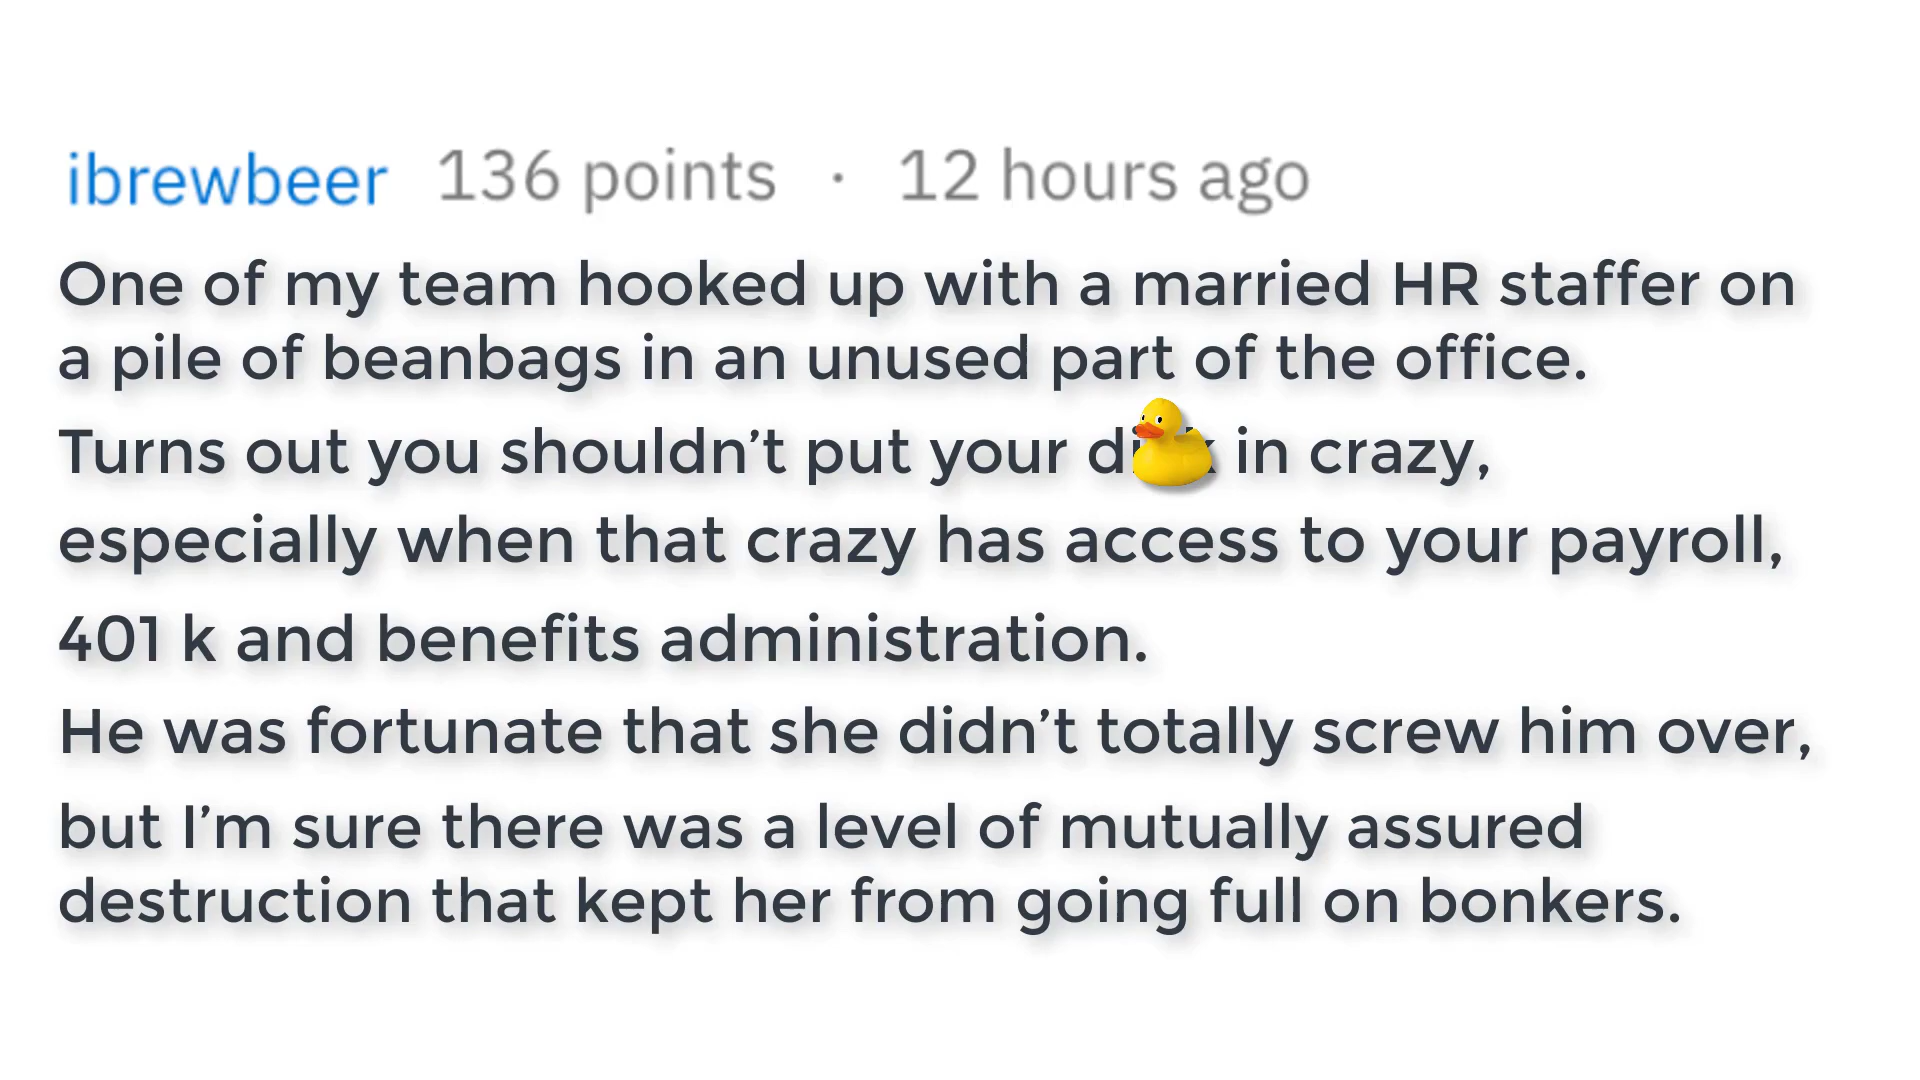 ibrewbeer 136 points · 12 hours ago
One of my team hooked up with a married HR staffer on
a pile of beanbags in an unused part of the office.
Turns out you shouldn’t put your di🦆k in crazy,
especially when that crazy has access to your payroll,
401 k and benefits administration.
He was fortunate that she didn’t totally screw him over,
but I’m sure there was a level of mutually assured
destruction that kept her from going full on bonkers.